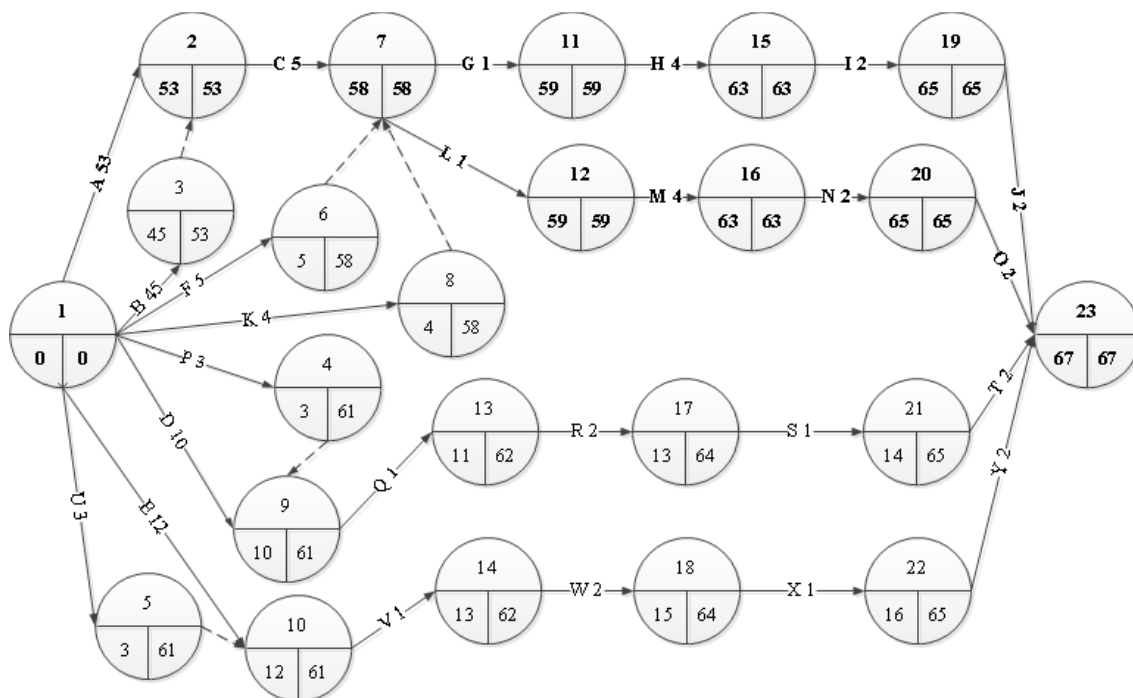 2
53 53
C 5
7
58 58
G 1
11
59 59
H 4
15
63 63
I 2
19
65 65
A 53
3
45 53
6
5 58
L 1
12
59 59
M 4
16
63 63
N 2
20
65 65
J 2
O 2
B 45
F 5
K 4
8
4 58
1
0 0
23
67 67
P 3
4
3 61
D 10
13
11 62
R 2
17
13 64
S 1
21
14 65
T 2
Y 2
Q 1
9
10 61
U 3
E 12
5
3 61
10
12 61
V 1
14
13 62
W 2
18
15 64
X 1
22
16 65